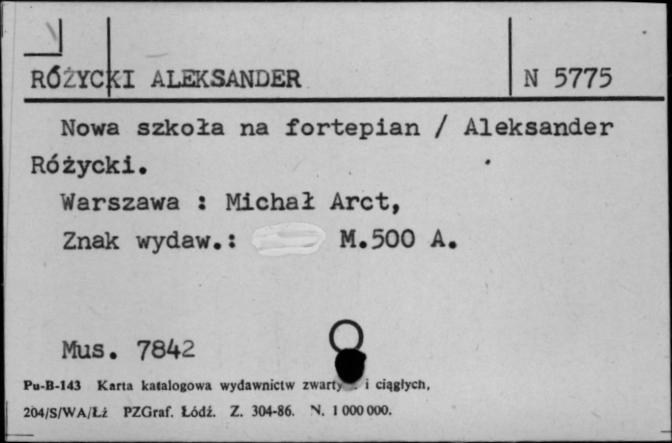 RÓŻYCKI ALEKSANDER N 5775
Nowa szkoła na fortepian / Aleksander
Różycki.
Warszawa : Michał Arct,
Znak wydaw.: M.500 A.
Mus. 7842
Pu-B-143 Karta katalogowa wydawnictw i ciągłych,
204/S/WA/Łż PZGraf. Łódź. Z. 304-86. N. 1 000 000.